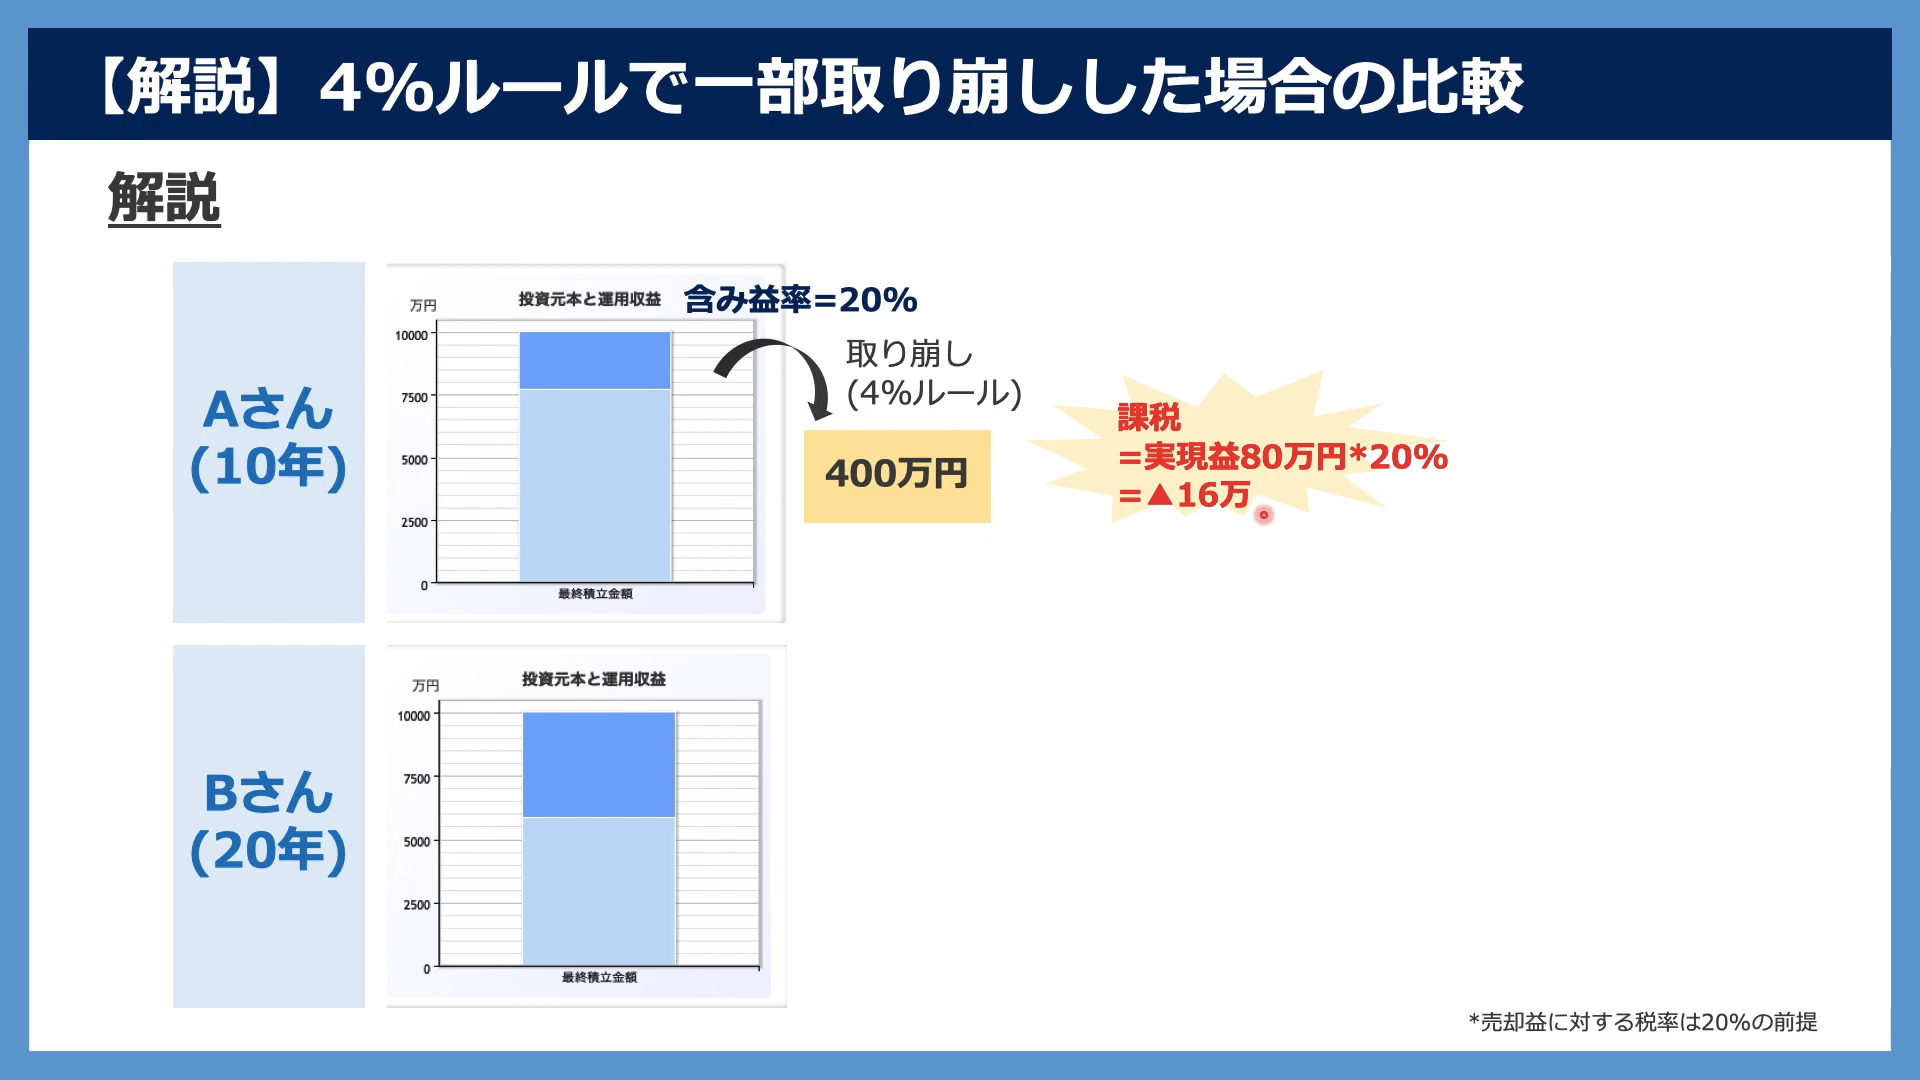 【解説】4%ルールで一部取り崩しした場合の比較
解説
Aさん
(10年)
万円
投資元本と運用収益
10000
7500
5000
2500
0
最終積立金額
含み益率=20%
取り崩し
(4%ルール)
400万円
課税
=実現益80万円*20%
=▲16万
Bさん
(20年)
万円
投資元本と運用収益
10000
7500
5000
2500
0
最終積立金額
*売却益に対する税率は20%の前提